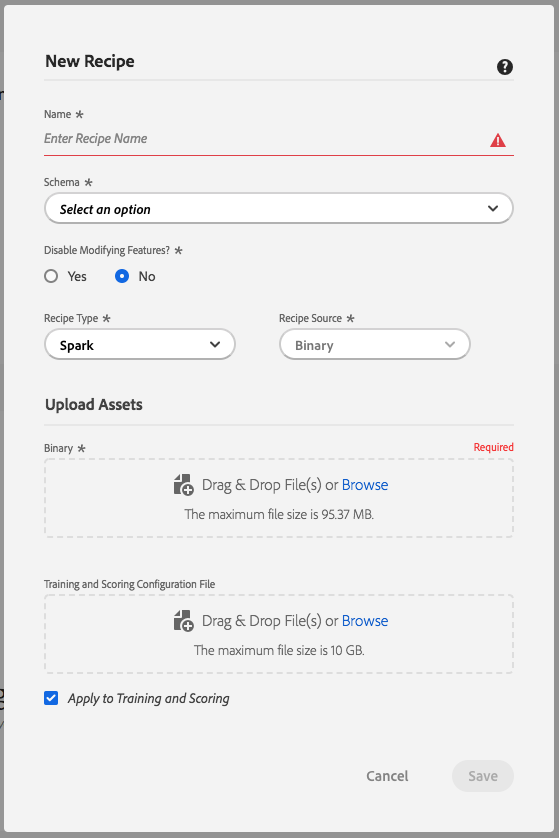 New Recipe
?
Name *
Enter Recipe Name
Schema *
Select an option
Disable Modifying Features? *
Yes No
Recipe Type * Recipe Source *
Spark Binary
Upload Assets
Binary * Required
Drag & Drop File(s) or Browse
The maximum file size is 95.37 MB.
Training and Scoring Configuration File
Drag & Drop File(s) or Browse
The maximum file size is 10 GB.
Apply to Training and Scoring
Cancel Save